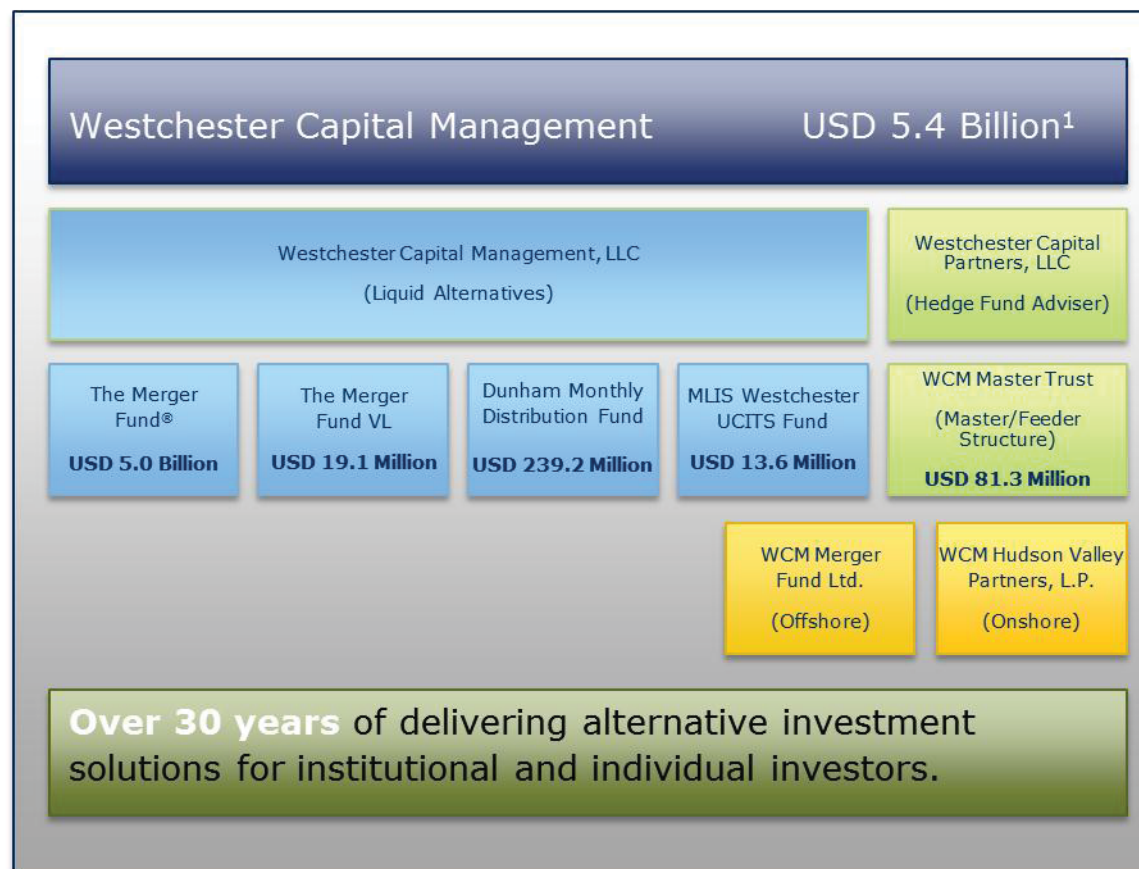 Westchester Capital Management USD 5.4 Billion¹
Westchester Capital Management, LLC
(Liquid Alternatives)
Westchester Capital
Partners, LLC
(Hedge Fund Adviser)
The Merger
Fund®
USD 5.0 Billion
The Merger
Fund VL
USD 19.1 Million
Dunham Monthly
Distribution Fund
USD 239.2 Million
MLIS Westchester
UCITS Fund
USD 13.6 Million
WCM Master Trust
(Master/Feeder
Structure)
USD 81.3 Million
WCM Merger
Fund Ltd.
(Offshore)
WCM Hudson Valley
Partners, L.P.
(Onshore)
Over 30 years of delivering alternative investment
solutions for institutional and individual investors.